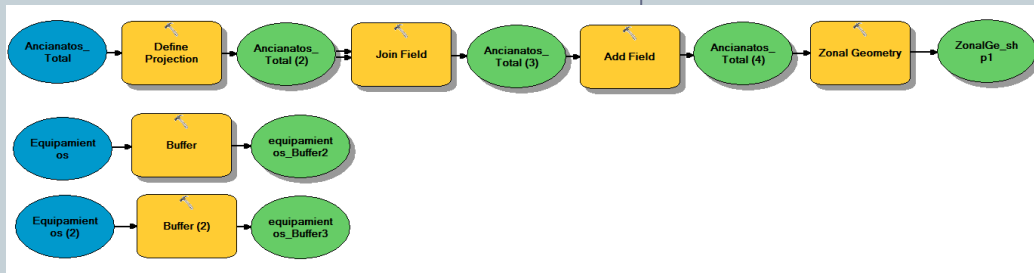 Ancianatos_
Total
Define
Projection
Ancianatos_
Total (2)
Join Field
Ancianatos_
Total (3)
Add Field
Ancianatos_
Total (4)
Zonal Geometry
ZonalGe_sh
p1
Equipamient
os
Buffer
equipamient
os_Buffer2
Equipamient
os (2)
Buffer (2)
equipamient
os_Buffer3